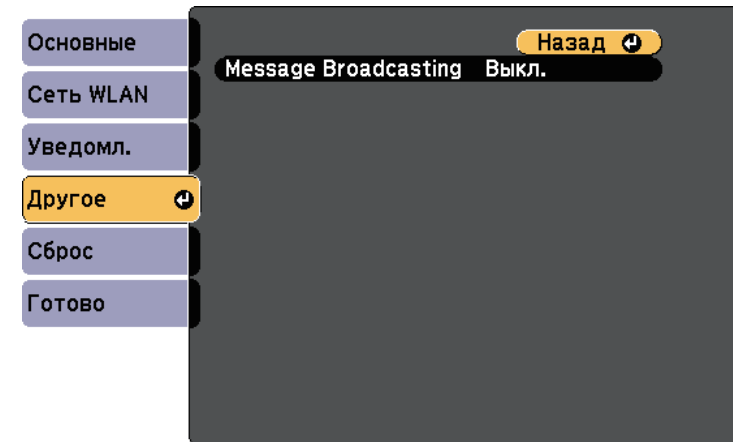 Основные
Сеть WLAN
Уведомл.
Другое
Сброс
Готово
Назад
Message Broadcasting Выкл.